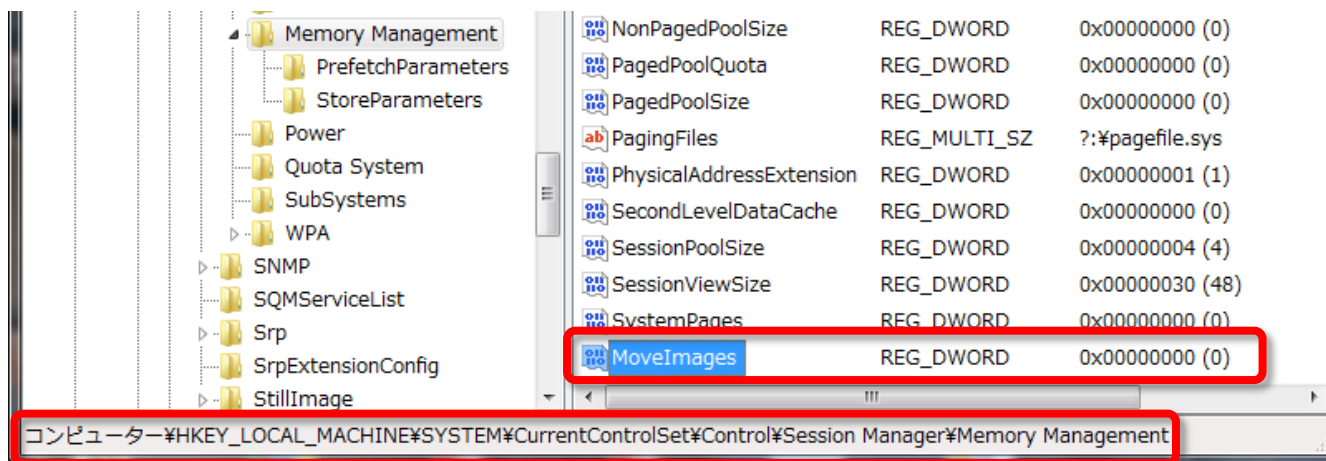 Memory Management
PrefetchParameters
StoreParameters
Power
Quota System
SubSystems
WPA
SNMP
SQMServiceList
Srp
SrpExtensionConfig
StillImage
NonPagedPoolSize REG_DWORD 0x00000000 (0)
PagedPoolQuota REG_DWORD 0x00000000 (0)
PagedPoolSize REG_DWORD 0x00000000 (0)
PagingFiles REG_MULTI_SZ ?:¥pagefile.sys
PhysicalAddressExtension REG_DWORD 0x00000001 (1)
SecondLevelDataCache REG_DWORD 0x00000000 (0)
SessionPoolSize REG_DWORD 0x00000004 (4)
SessionViewSize REG_DWORD 0x00000030 (48)
SystemPages REG_DWORD 0x00000000 (0)
MoveImages REG_DWORD 0x00000000 (0)
コンピューター¥HKEY_LOCAL_MACHINE¥SYSTEM¥CurrentControlSet¥Control¥Session Manager¥Memory Management